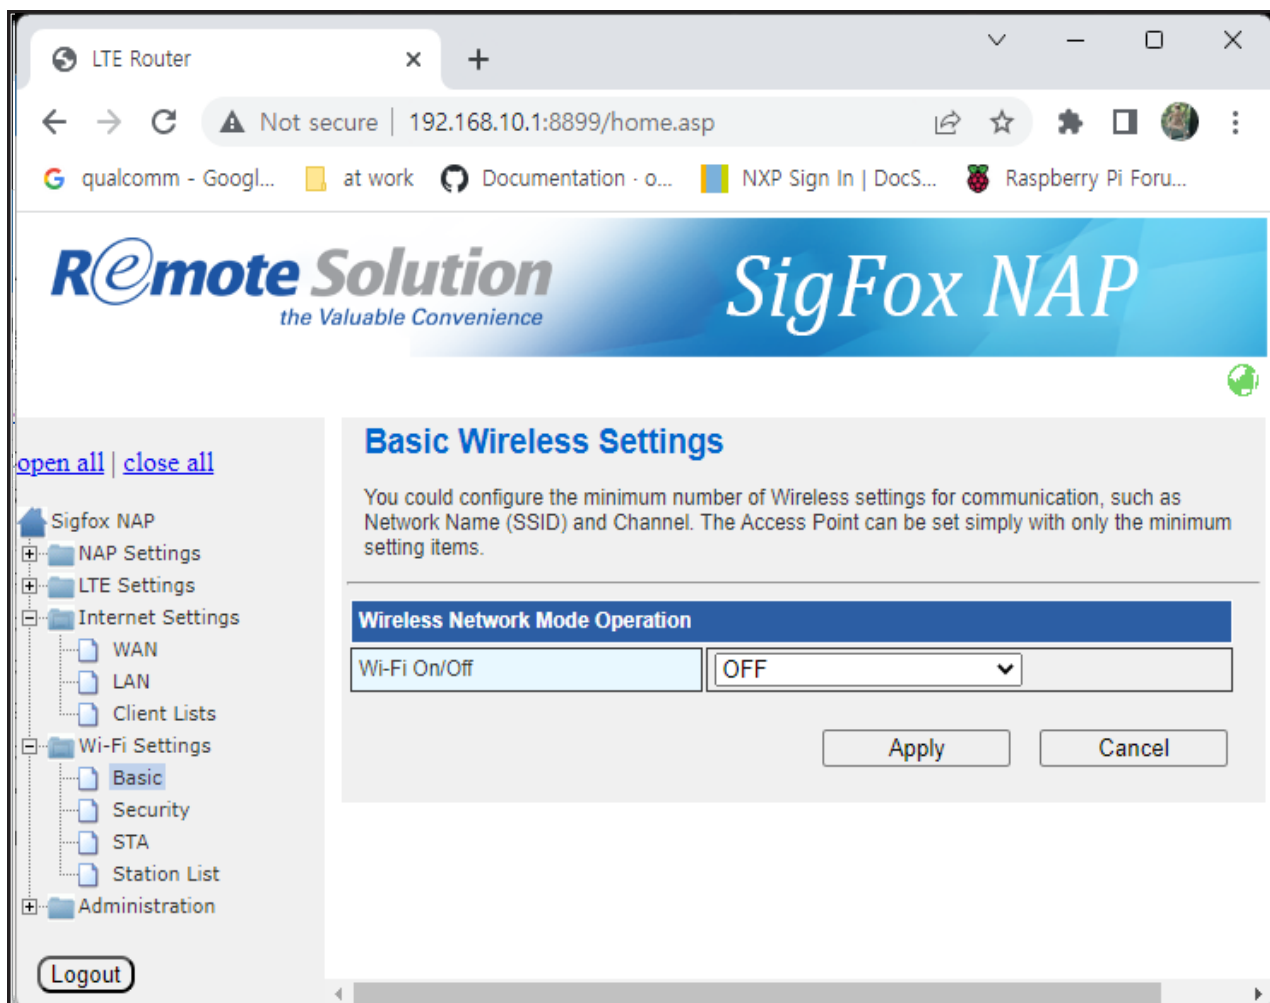 LTE Router
Not secure | 192.168.10.1:8899/home.asp
qualcomm - Googl...
at work
Documentation · o...
NXP Sign In | DocS...
Raspberry Pi Foru...
Remote Solution
the Valuable Convenience
SigFox NAP
open all | close all
Sigfox NAP
NAP Settings
LTE Settings
Internet Settings
WAN
LAN
Client Lists
Wi-Fi Settings
Basic
Security
STA
Station List
Administration
Logout
Basic Wireless Settings
You could configure the minimum number of Wireless settings for communication, such as
Network Name (SSID) and Channel. The Access Point can be set simply with only the minimum
setting items.
Wireless Network Mode Operation
Wi-Fi On/Off
OFF
Apply
Cancel